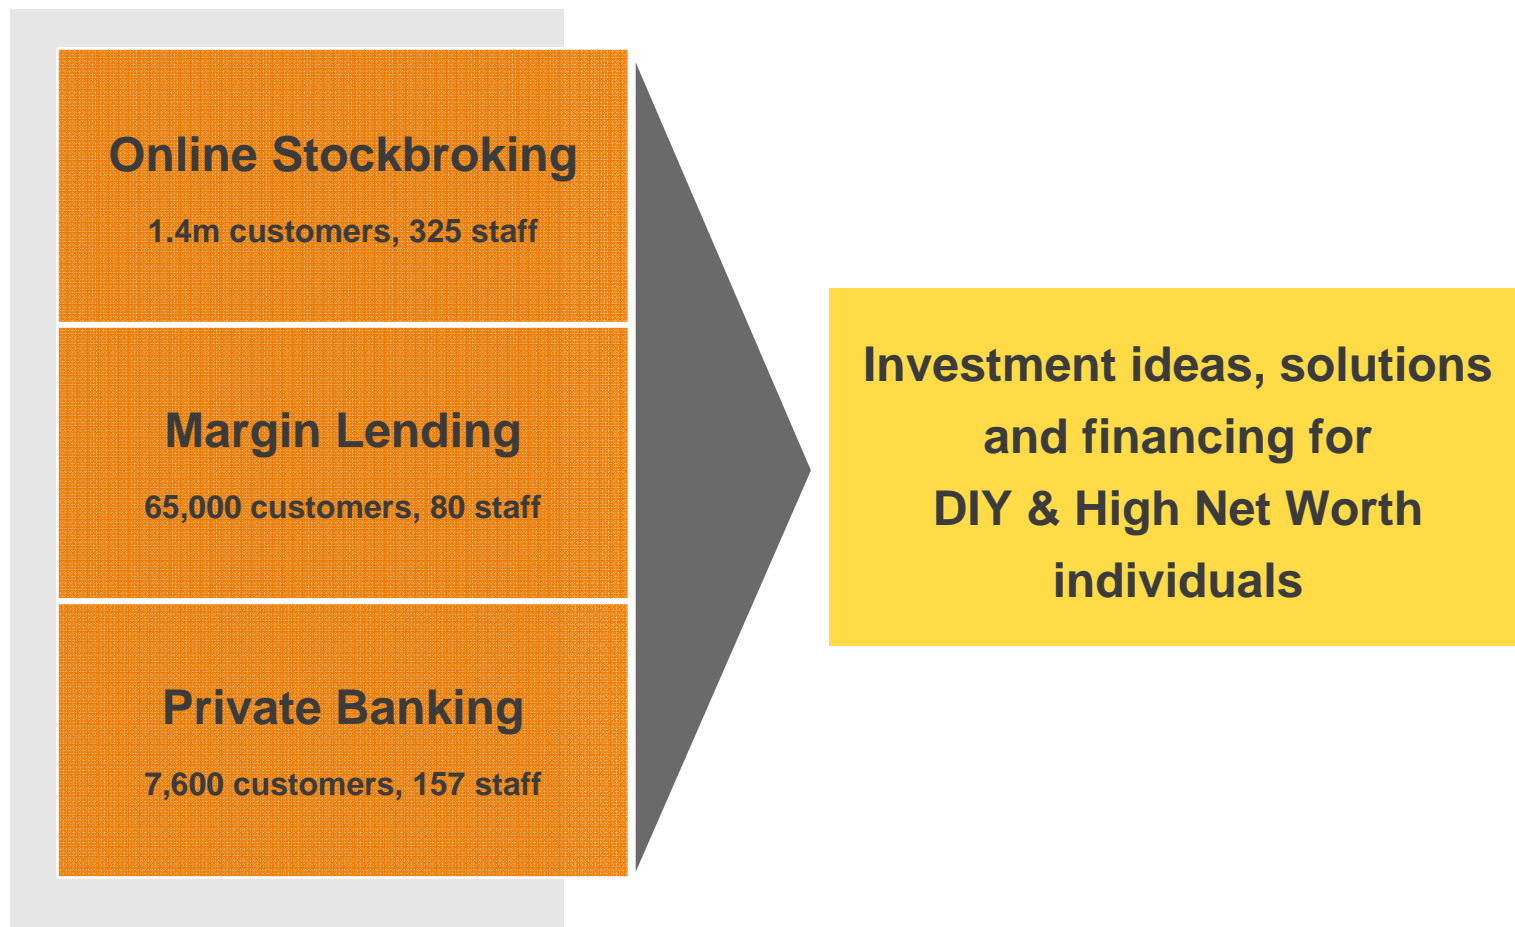 Online Stockbroking
1.4m customers, 325 staff
Margin Lending
65,000 customers, 80 staff
Private Banking
7,600 customers, 157 staff
Investment ideas, solutions
and financing for
DIY & High Net Worth
individuals